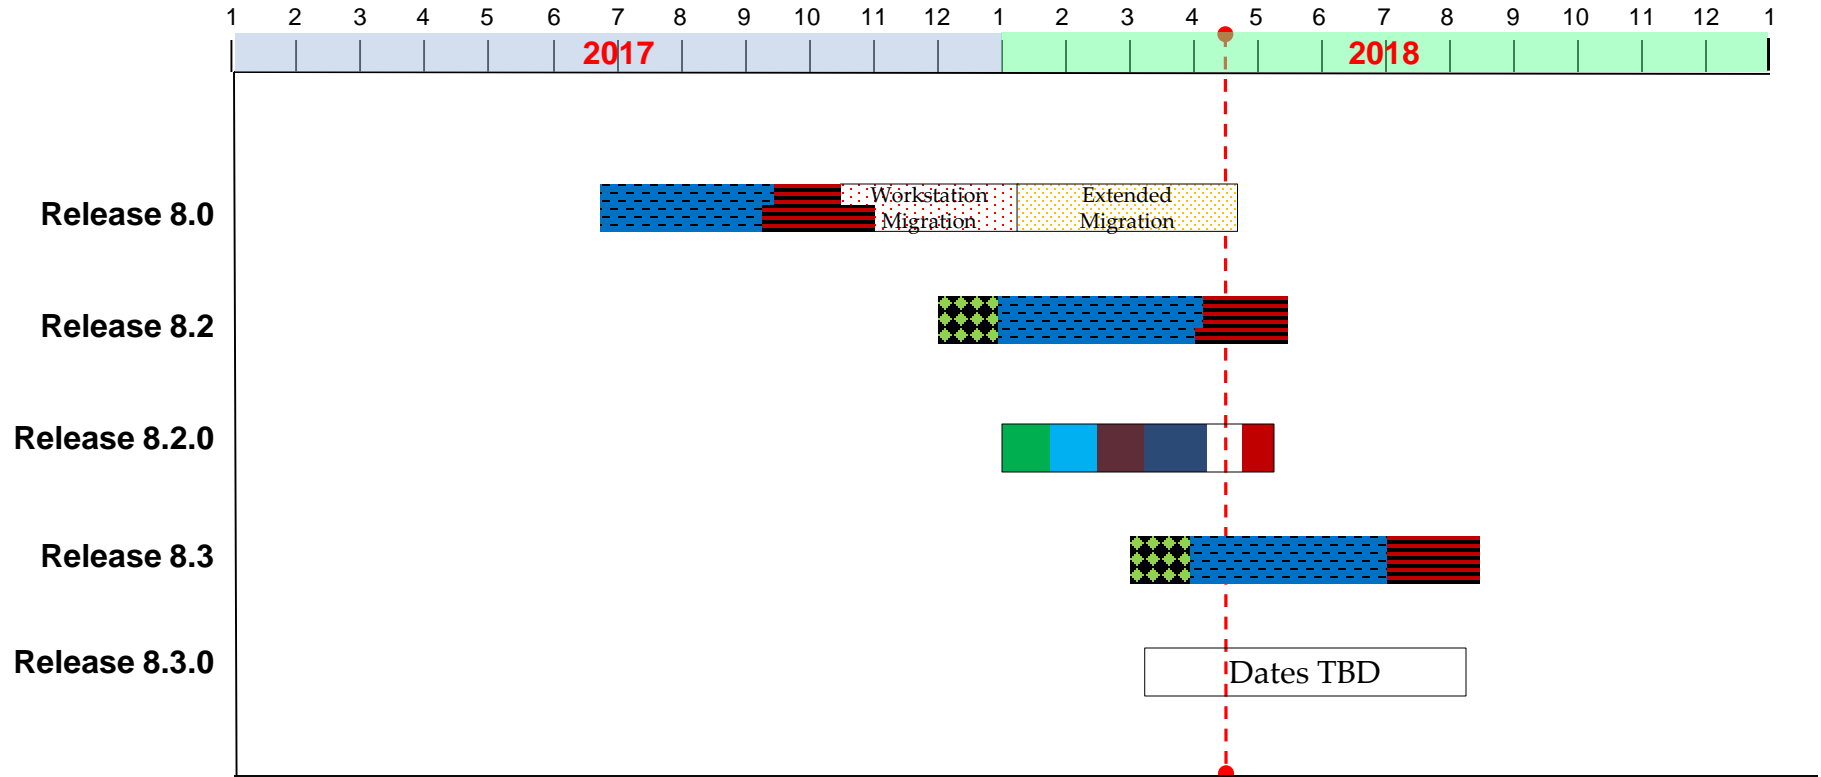 1 2 3 4 5 6 7 8 9 10 11 12 1 2 3 4 5 6 7 8 9 10 11 12 1
2017 2018
Release 8.0
Workstation
Migration
Extended
Migration
Release 8.2
Release 8.2.0
Release 8.3
Release 8.3.0
Dates TBD